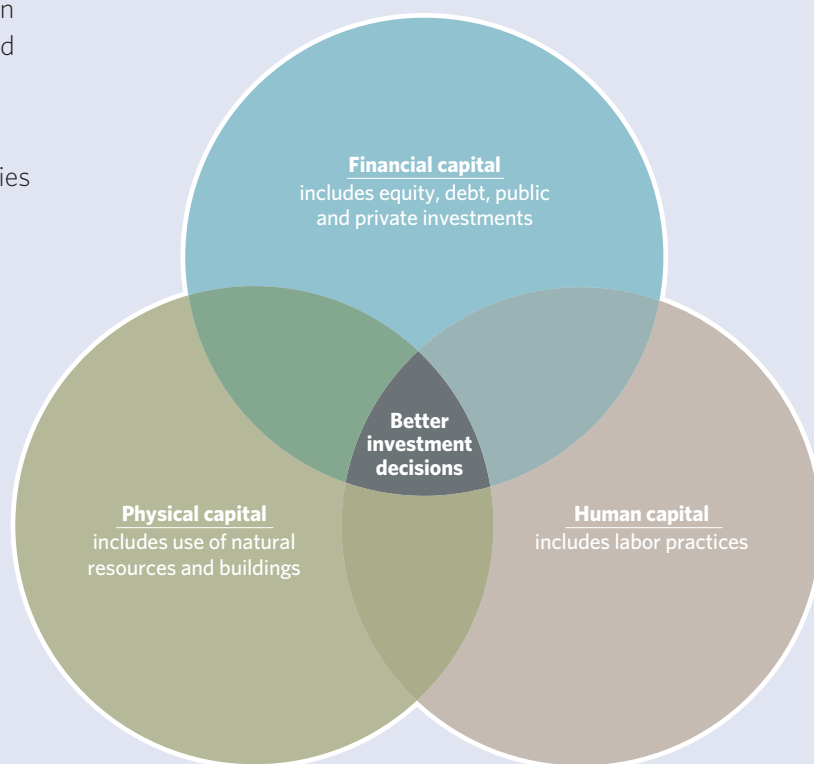 n
d
ies
Financial capital
includes equity, debt, public
and private investments
Better
investment
decisions
Physical capital
includes use of natural
resources and buildings
Human capital
includes labor practices